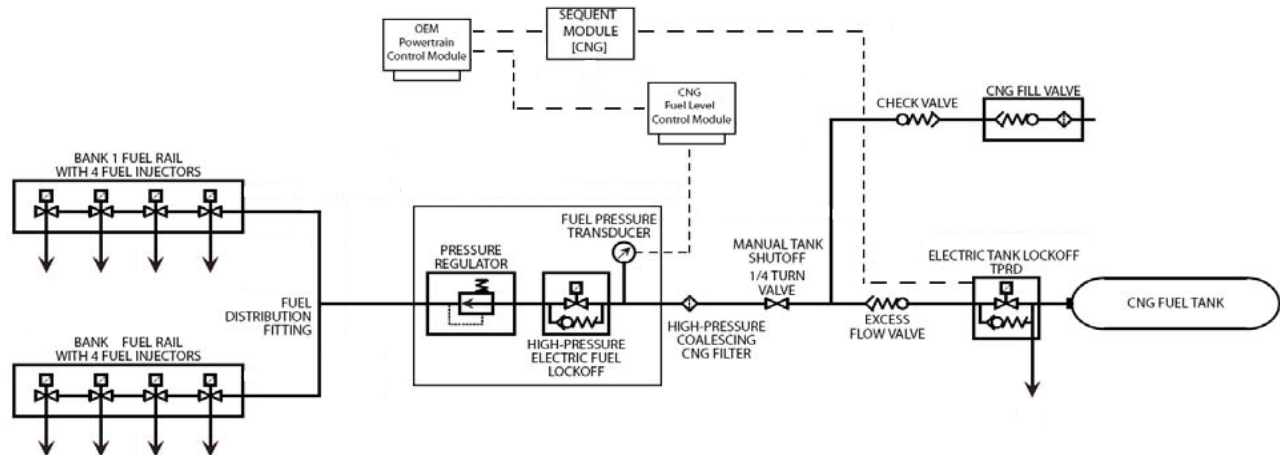 OEM
Powertrain
Control Module
SEQUENT
MODULE
[CNG]
CNG
Fuel Level
Control Module
CHECK VALVE
CNG FILL VALVE
BANK 1 FUEL RAIL
WITH 4 FUEL INJECTORS
FUEL
DISTRIBUTION
FITTING
BANK FUEL RAIL
WITH 4 FUEL INJECTORS
PRESSURE
REGULATOR
FUEL PRESSURE
TRANSDUCER
HIGH-PRESSURE
ELECTRIC FUEL
LOCKOFF
HIGH-PRESSURE
COALESCING
CNG FILTER
MANUAL TANK
SHUTOFF
1/4 TURN
VALVE
EXCESS
FLOW VALVE
ELECTRIC TANK LOCKOFF
TPRD
CNG FUEL TANK